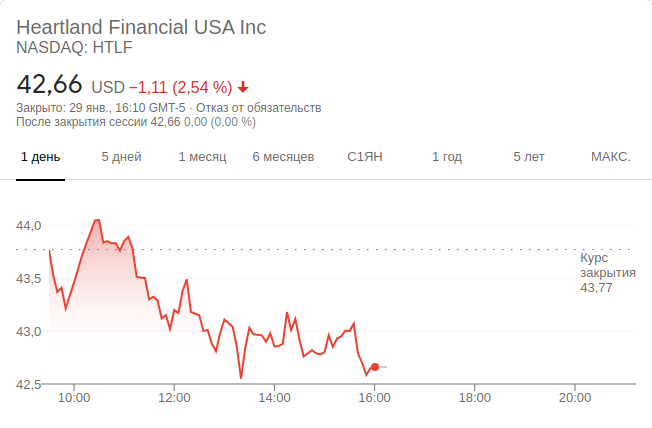 Heartland Financial USA Inc
NASDAQ: HTLF
42,66 USD −1,11 (2,54 %)
Закрыто: 29 янв., 16:10 GMT-5 · Отказ от обязательств
После закрытия сессии 42,66 0,00 (0,00 %)
1 день 5 дней 1 месяц 6 месяцев С1ЯН 1 год 5 лет МАКС.
44,0
Курс
закрытия
43,77
43,5
43,0
42,5
10:00 12:00 14:00 16:00 18:00 20:00